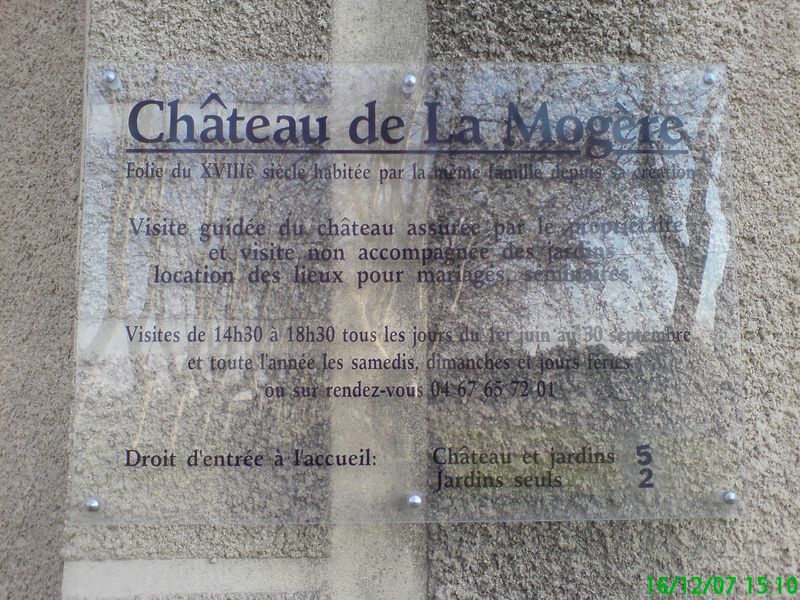 Château de La Mogère
Folie du XVIIIè siècle habitée par la même famille depuis sa création
Visite guidée du château assurée par le propriétaire
et visite non accompagnée des jardins
location des lieux pour mariages, séminaires ...
Visites de 14h30 à 18h30 tous les jours du 1er juin au 30 septembre
et toute l'année les samedis, dimanches et jours fériés
ou sur rendez-vous 04 67 65 72 01
Droit d'entrée à l'accueil: Château et jardins 5
Jardins seuls 2
16/12/07 15:10